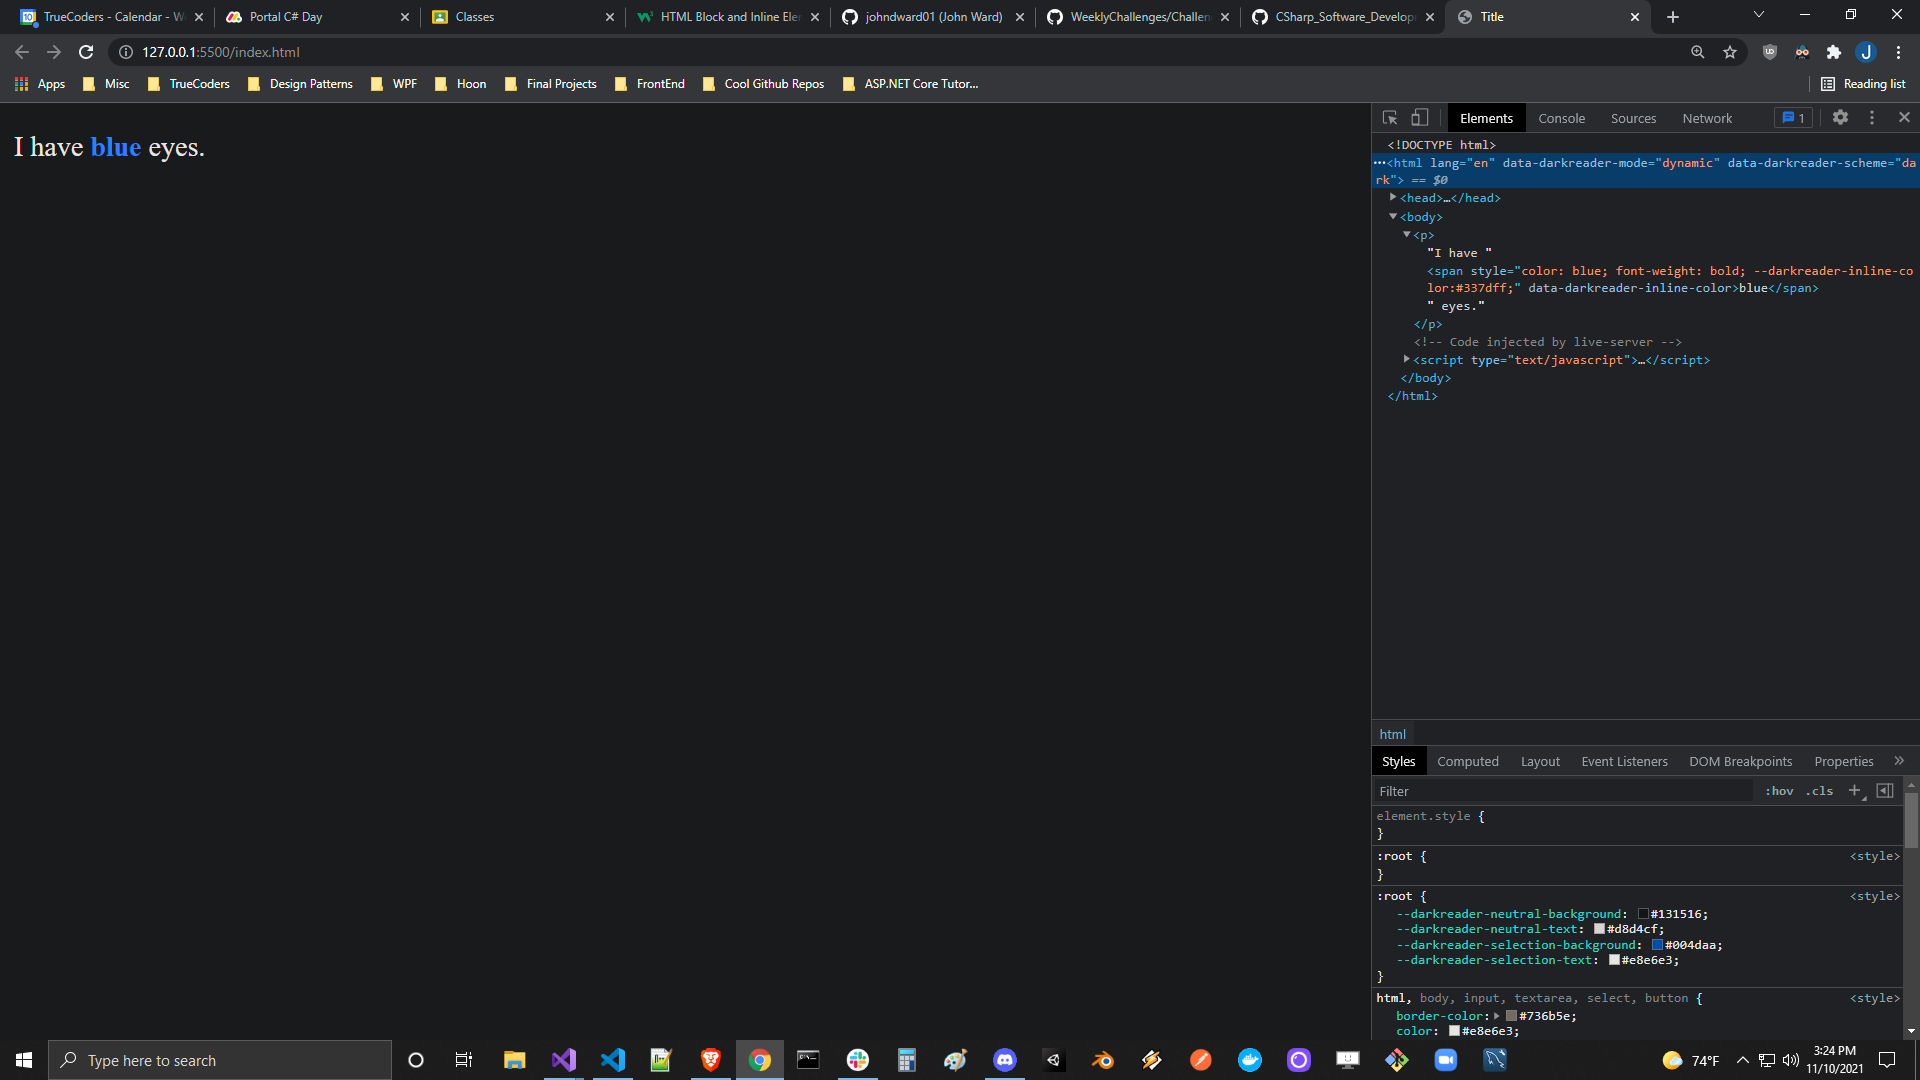 TrueCoders - Calendar - W
Portal C# Day
Classes
HTML Block and Inline Ele
johndward01 (John Ward)
WeeklyChallenges/Challen
CSharp_Software_Develop
Title
127.0.0.1:5500/index.html
J
Apps
Misc
TrueCoders
Design Patterns
WPF
Hoon
Final Projects
FrontEnd
Cool Github Repos
ASP.NET Core Tutor...
Reading list
I have blue eyes.
Elements
Console
Sources
Network
1
<!DOCTYPE html>
···<html lang="en" data-darkreader-mode="dynamic" data-darkreader-scheme="da
rk"> == $0
<head>…</head>
<body>
<p>
"I have "
<span style="color: blue; font-weight: bold; --darkreader-inline-co
lor:#337dff;" data-darkreader-inline-color>blue</span>
" eyes."
</p>
<!-- Code injected by live-server -->
<script type="text/javascript">…</script>
</body>
</html>
html
Styles
Computed
Layout
Event Listeners
DOM Breakpoints
Properties
»
Filter
:hov
.cls
+
element.style {
}
:root {
<style>
}
:root {
<style>
--darkreader-neutral-background: #131516;
--darkreader-neutral-text: #d8d4cf;
--darkreader-selection-background: #004daa;
--darkreader-selection-text: #e8e6e3;
}
html, body, input, textarea, select, button {
<style>
border-color: #736b5e;
color: #e8e6e3;
Type here to search
74°F
3:24 PM
11/10/2021